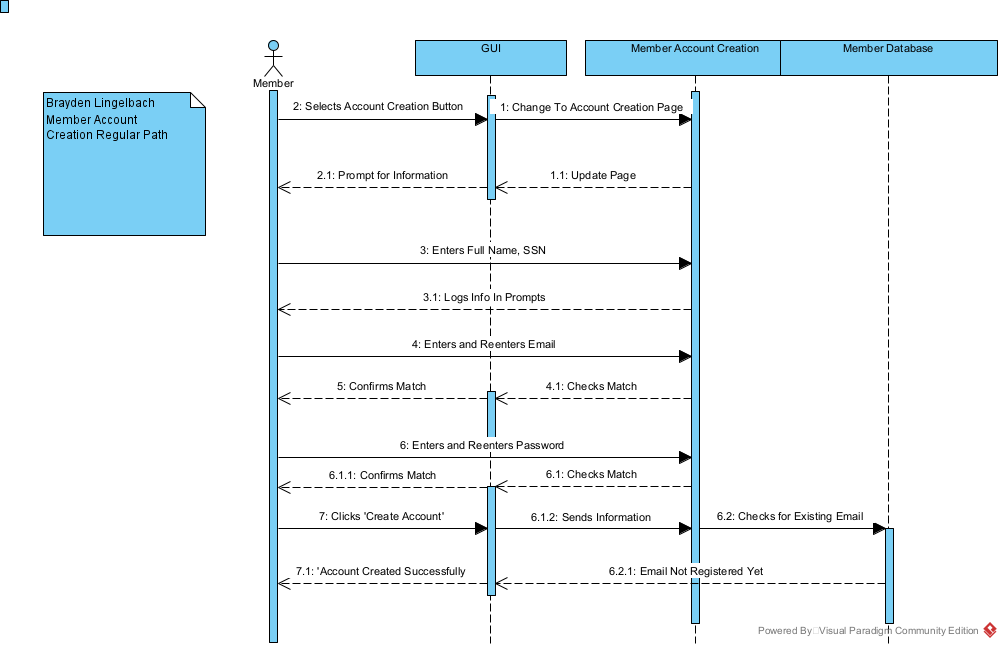 GUI
Member Account Creation
Member Database
Member
Brayden Lingelbach
Member Account
Creation Regular Path
2: Selects Account Creation Button
1: Change To Account Creation Page
2.1: Prompt for Information
1.1: Update Page
3: Enters Full Name, SSN
3.1: Logs Info In Prompts
4: Enters and Reenters Email
5: Confirms Match
4.1: Checks Match
6: Enters and Reenters Password
6.1.1: Confirms Match
6.1: Checks Match
7: Clicks 'Create Account'
6.1.2: Sends Information
6.2: Checks for Existing Email
7.1: 'Account Created Successfully
6.2.1: Email Not Registered Yet
Powered By Visual Paradigm Community Edition